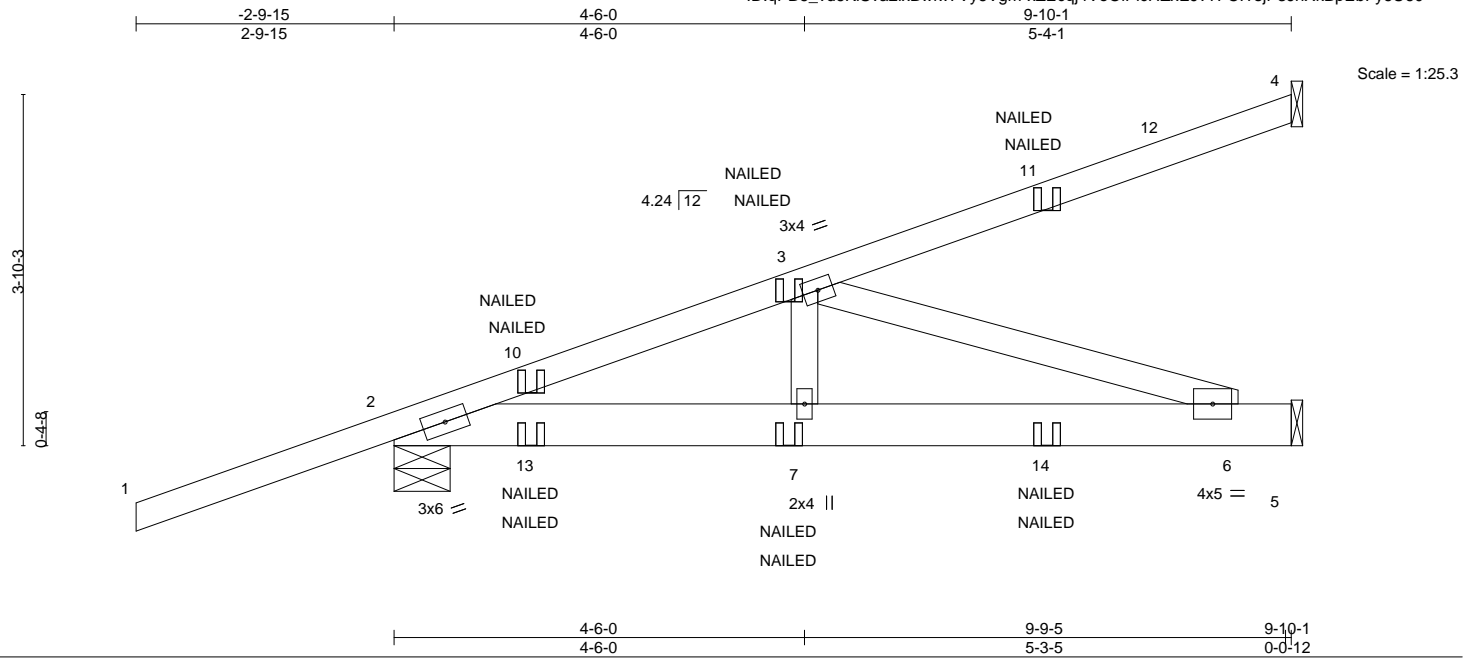 -2-9-15 4-6-0 9-10-1
2-9-15 4-6-0 5-4-1
Scale = 1:25.3
4
12
NAILED
NAILED
11
NAILED
4.24 12 NAILED
3x4
3
NAILED
NAILED
10
2
1
3-10-3
0-4-8
13 7 14 6
NAILED NAILED
3x6 2x4 4x5 5
NAILED NAILED
NAILED
NAILED
4-6-0 9-9-5 9-10-1
4-6-0 5-3-5 0-0-12